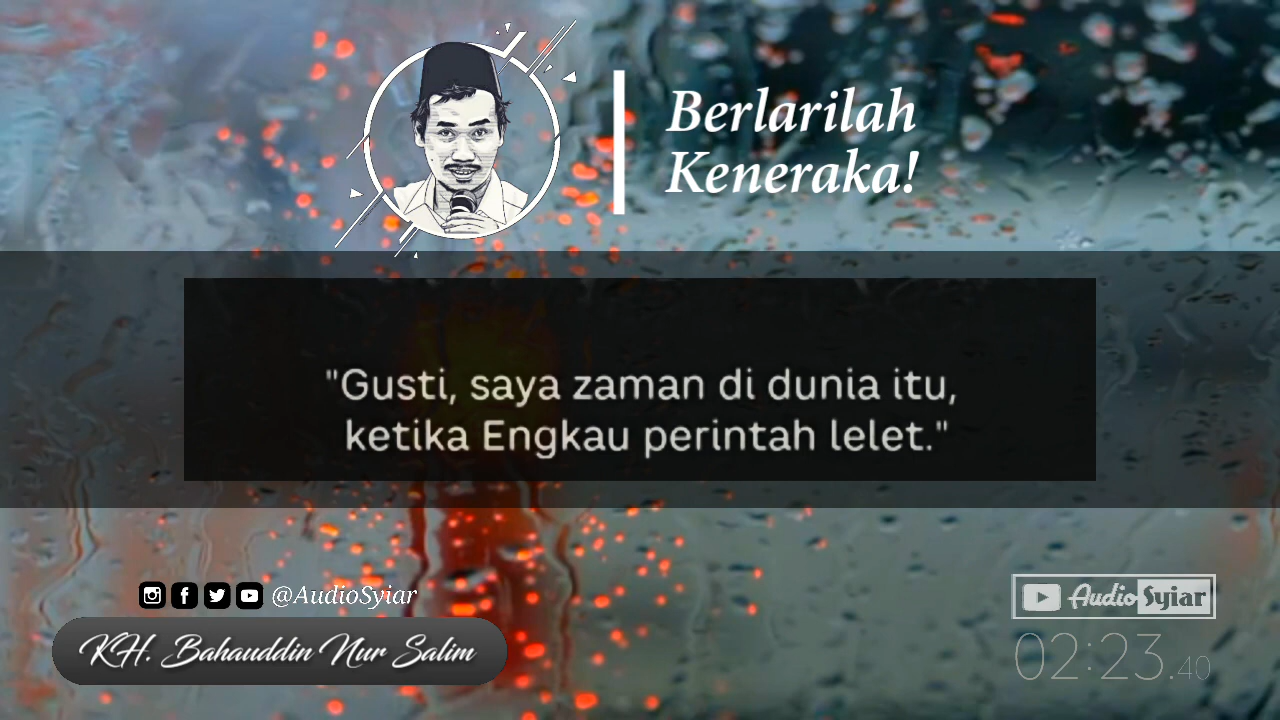 Berlarilah
Keneraka!
"Gusti, saya zaman di dunia itu,
ketika Engkau perintah lelet."
@AudioSyiar
KH. Bahauddin Nur Salim
Audio Syiar
02:23.40